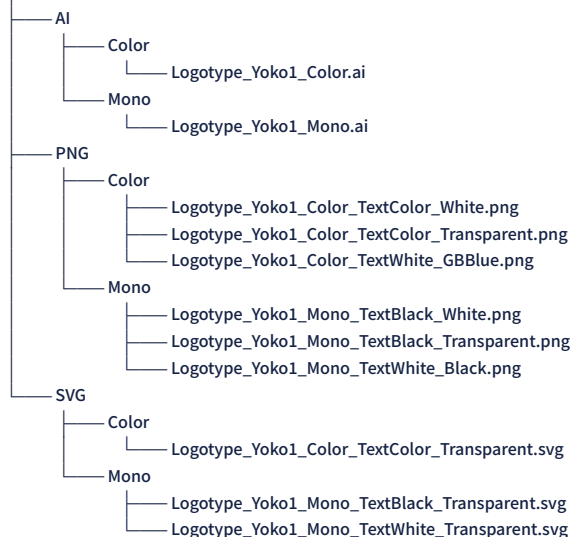 AI
Color
Logotype_Yoko1_Color.ai
Mono
Logotype_Yoko1_Mono.ai
PNG
Color
Logotype_Yoko1_Color_TextColor_White.png
Logotype_Yoko1_Color_TextColor_Transparent.png
Logotype_Yoko1_Color_TextWhite_GBBlue.png
Mono
Logotype_Yoko1_Mono_TextBlack_White.png
Logotype_Yoko1_Mono_TextBlack_Transparent.png
Logotype_Yoko1_Mono_TextWhite_Black.png
SVG
Color
Logotype_Yoko1_Color_TextColor_Transparent.svg
Mono
Logotype_Yoko1_Mono_TextBlack_Transparent.svg
Logotype_Yoko1_Mono_TextWhite_Transparent.svg